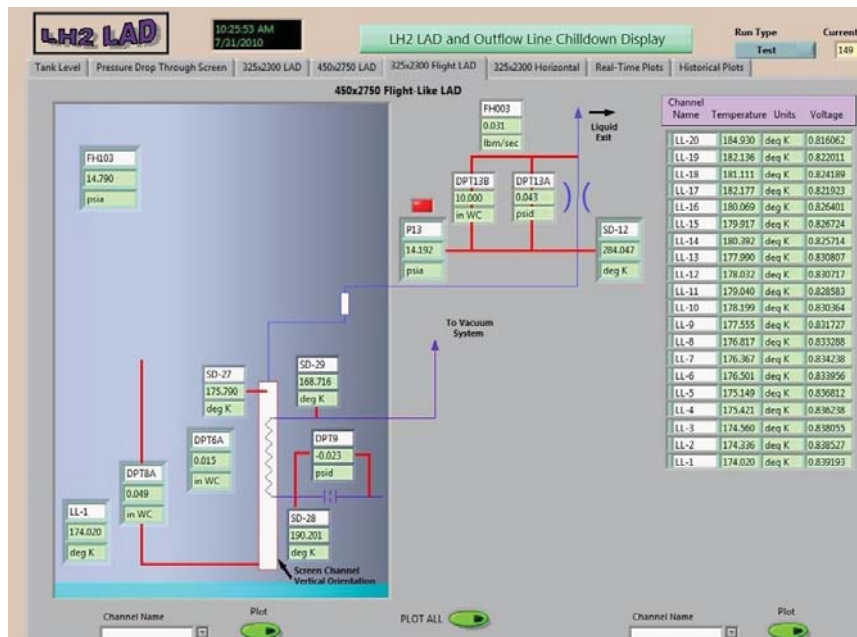 LH2 LAD
10:25:53 AM
7/31/2010
LH2 LAD and Outflow Line Chilldown Display
Run Type
Test
Current
149
Tank Level
Pressure Drop Through Screen
325x2300 LAD
450x2750 LAD
325x2300 Flight LAD
325x2300 Horizontal
Real-Time Plots
Historical Plots
450x2750 Flight-Like LAD
FH103
14.790
psia
FH003
0.031
lbm/sec
Liquid
Exit
DPT13B
10.000
in WC
DPT13A
0.043
psid
P13
14.192
psia
SD-12
284.047
deg K
To Vacuum
System
SD-27
175.790
deg K
SD-29
168.716
deg K
DPT6A
0.015
in WC
DPT9
-0.023
psid
DPT8A
0.049
in WC
LL-1
174.020
deg K
SD-28
190.201
deg K
Screen Channel
Vertical Orientation
Channel
Name Temperature Units Voltage
LL-20 184.930 deg K 0.816062
LL-19 182.136 deg K 0.822011
LL-18 181.111 deg K 0.824189
LL-17 182.177 deg K 0.821923
LL-16 180.069 deg K 0.826401
LL-15 179.917 deg K 0.826724
LL-14 180.392 deg K 0.825714
LL-13 177.990 deg K 0.830807
LL-12 178.032 deg K 0.830717
LL-11 179.040 deg K 0.828583
LL-10 178.199 deg K 0.830364
LL-9 177.555 deg K 0.831727
LL-8 176.817 deg K 0.833288
LL-7 176.367 deg K 0.834238
LL-6 176.501 deg K 0.833956
LL-5 175.149 deg K 0.836812
LL-4 175.421 deg K 0.836238
LL-3 174.560 deg K 0.838055
LL-2 174.336 deg K 0.838527
LL-1 174.020 deg K 0.839193
Channel Name
Plot
PLOT ALL
Channel Name
Plot